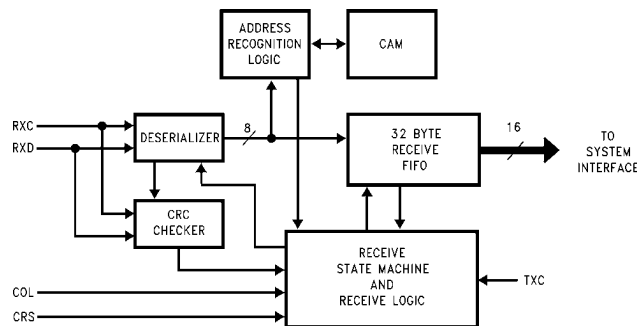 ADDRESS
RECOGNITION
LOGIC
CAM
RXC
RXD
DESERIALIZER
8
32 BYTE
RECEIVE
FIFO
16
TO
SYSTEM
INTERFACE
CRC
CHECKER
RECEIVE
STATE MACHINE
AND
RECEIVE LOGIC
TXC
COL
CRS